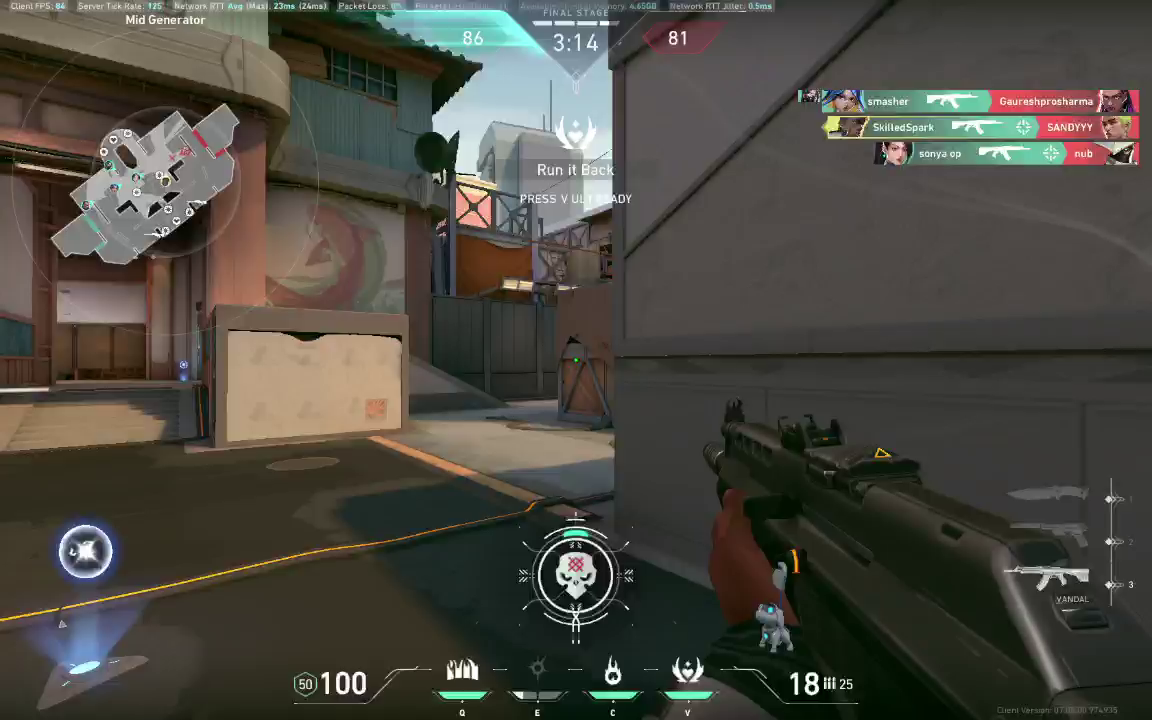 Client FPS: 84 Server Tick Rate: 125 Network RTT Avg (Max): 23ms (24ms) Packet Loss: 0% 4.65GB Network RTT Jitter: 0.5ms
Mid Generator
FINAL STAGE
86 3:14 81
smasher Gaureshprosharma
SkilledSpark SANDYYY
sonya op nub
Run it Back
PRESS V ULT READY
1
2
3
VANDAL
50 100
18 25
Q E C V